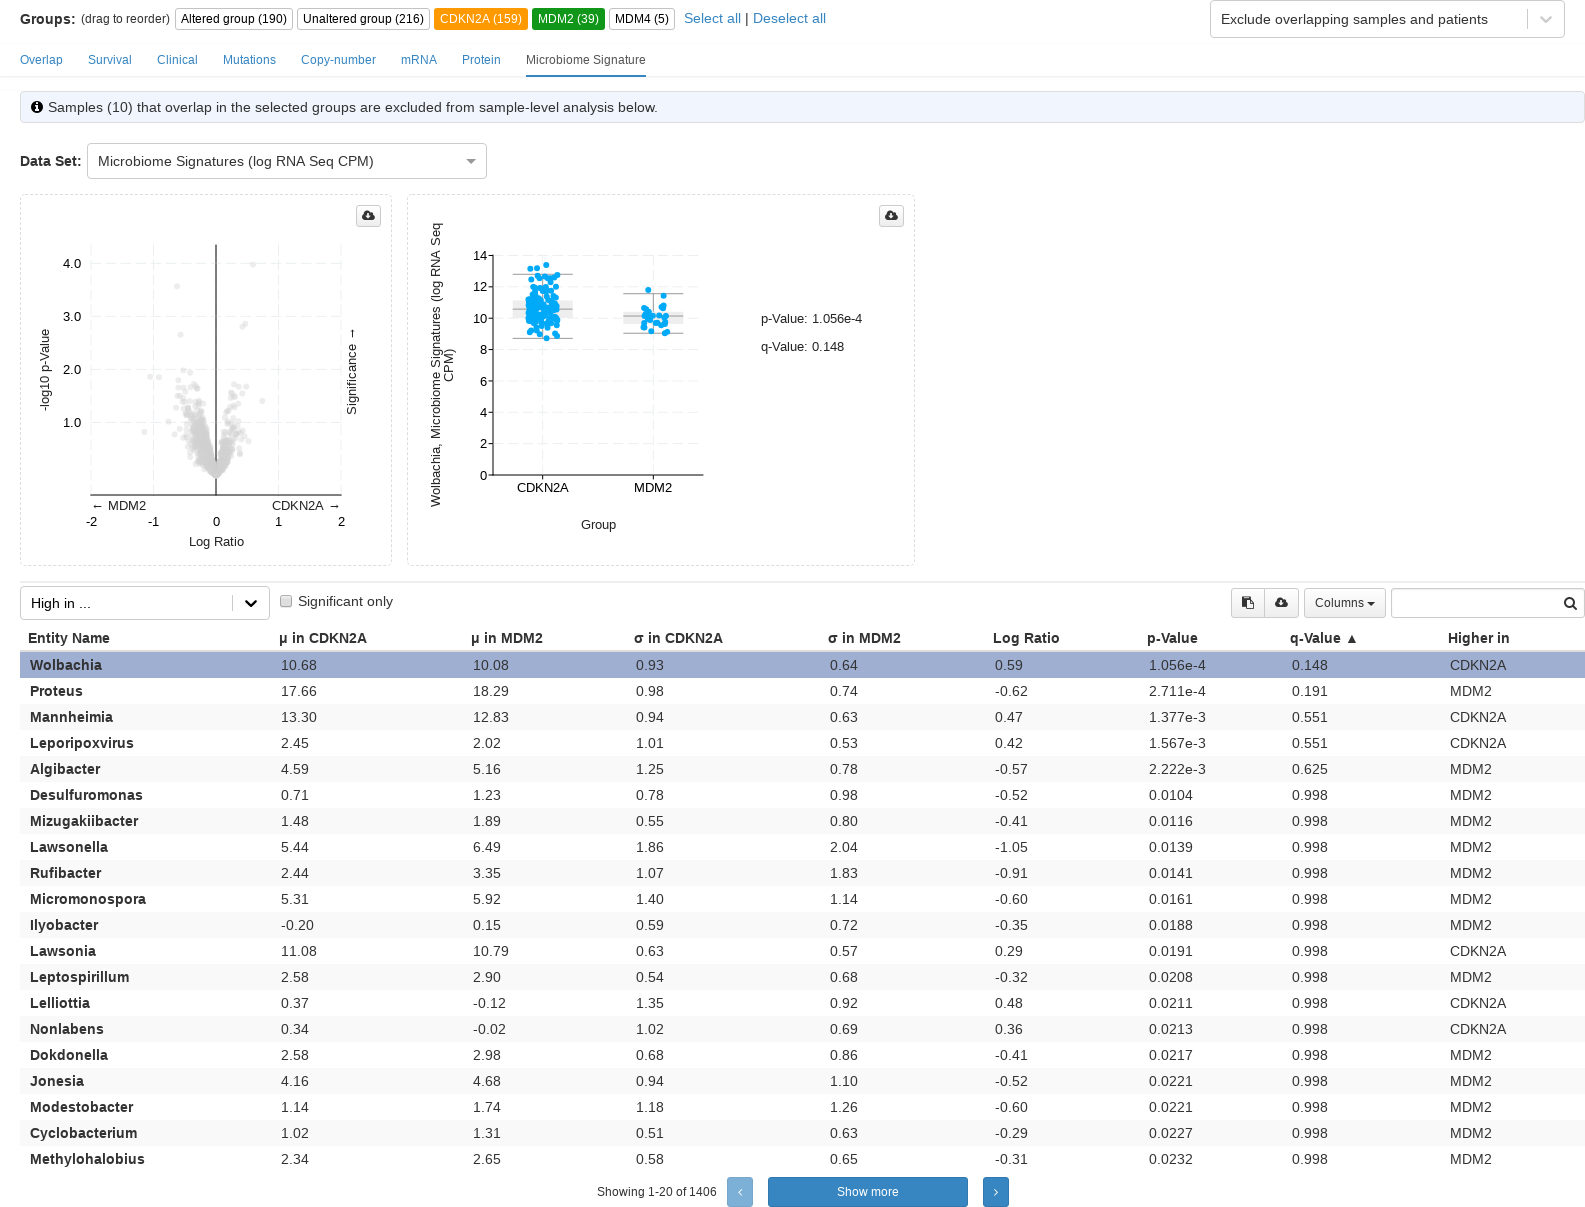 Groups: (drag to reorder) Altered group (190) Unaltered group (216) CDKN2A (159) MDM2 (39) MDM4 (5) Select all | Deselect all Exclude overlapping samples and patients
Overlap Survival Clinical Mutations Copy-number mRNA Protein Microbiome Signature
Samples (10) that overlap in the selected groups are excluded from sample-level analysis below.
Data Set: Microbiome Signatures (log RNA Seq CPM)
-log10 p-Value
4.0
3.0
2.0
1.0
Significance →
← MDM2 CDKN2A →
-2 -1 0 1 2
Log Ratio
Wolbachia, Microbiome Signatures (log RNA Seq
CPM)
14
12
10
8
6
4
2
0
CDKN2A MDM2
Group
p-Value: 1.056e-4
q-Value: 0.148
High in ... Significant only Columns
Entity Name μ in CDKN2A μ in MDM2 σ in CDKN2A σ in MDM2 Log Ratio p-Value q-Value ▲ Higher in
Wolbachia 10.68 10.08 0.93 0.64 0.59 1.056e-4 0.148 CDKN2A
Proteus 17.66 18.29 0.98 0.74 -0.62 2.711e-4 0.191 MDM2
Mannheimia 13.30 12.83 0.94 0.63 0.47 1.377e-3 0.551 CDKN2A
Leporipoxvirus 2.45 2.02 1.01 0.53 0.42 1.567e-3 0.551 CDKN2A
Algibacter 4.59 5.16 1.25 0.78 -0.57 2.222e-3 0.625 MDM2
Desulfuromonas 0.71 1.23 0.78 0.98 -0.52 0.0104 0.998 MDM2
Mizugakiibacter 1.48 1.89 0.55 0.80 -0.41 0.0116 0.998 MDM2
Lawsonella 5.44 6.49 1.86 2.04 -1.05 0.0139 0.998 MDM2
Rufibacter 2.44 3.35 1.07 1.83 -0.91 0.0141 0.998 MDM2
Micromonospora 5.31 5.92 1.40 1.14 -0.60 0.0161 0.998 MDM2
Ilyobacter -0.20 0.15 0.59 0.72 -0.35 0.0188 0.998 MDM2
Lawsonia 11.08 10.79 0.63 0.57 0.29 0.0191 0.998 CDKN2A
Leptospirillum 2.58 2.90 0.54 0.68 -0.32 0.0208 0.998 MDM2
Lelliottia 0.37 -0.12 1.35 0.92 0.48 0.0211 0.998 CDKN2A
Nonlabens 0.34 -0.02 1.02 0.69 0.36 0.0213 0.998 CDKN2A
Dokdonella 2.58 2.98 0.68 0.86 -0.41 0.0217 0.998 MDM2
Jonesia 4.16 4.68 0.94 1.10 -0.52 0.0221 0.998 MDM2
Modestobacter 1.14 1.74 1.18 1.26 -0.60 0.0221 0.998 MDM2
Cyclobacterium 1.02 1.31 0.51 0.63 -0.29 0.0227 0.998 MDM2
Methylohalobius 2.34 2.65 0.58 0.65 -0.31 0.0232 0.998 MDM2
Showing 1-20 of 1406 Show more